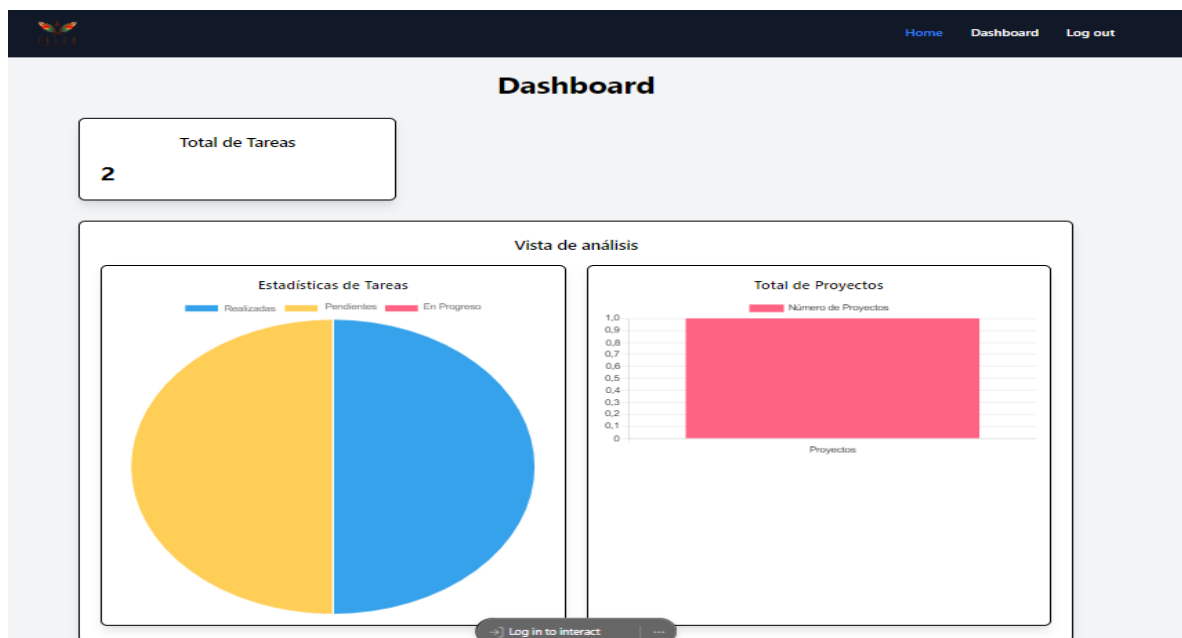 Home Dashboard Log out
Dashboard
Total de Tareas
2
Vista de análisis
Estadísticas de Tareas
Realizadas Pendientes En Progreso
Total de Proyectos
Número de Proyectos
1,0
0,9
0,8
0,7
0,6
0,5
0,4
0,3
0,2
0,1
0
Proyectos
Log in to interact